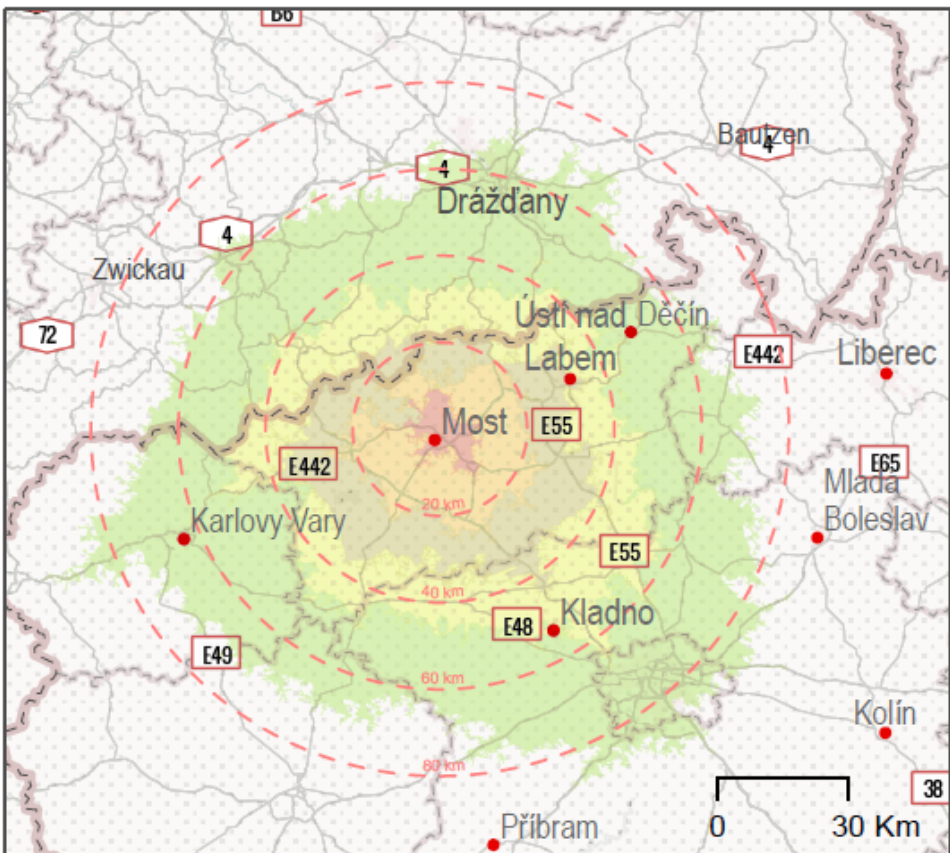 B6
Bautzen
4
4
Drážďany
4
Zwickau
72
Ústí nad
Děčín
Labem
E442
Liberec
Most
E55
E442
E65
20 km
Mladá
Boleslav
Karlovy Vary
E55
40 km
E48
Kladno
E49
60 km
Kolín
80 km
38
0
30 Km
Příbram